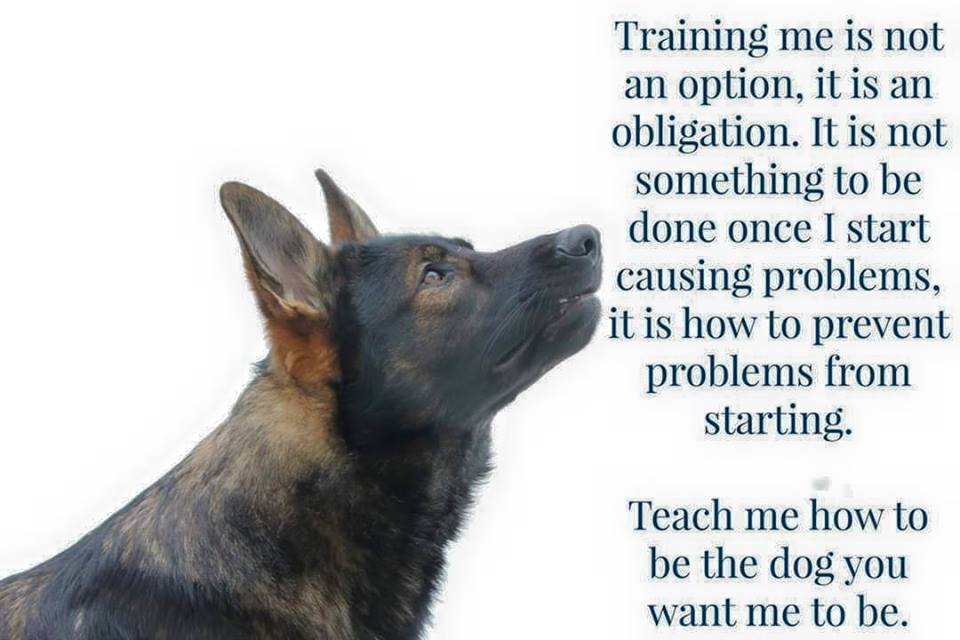 Training me is not
an option, it is an
obligation. It is not
something to be
done once I start
causing problems,
it is how to prevent
problems from
starting.
Teach me how to
be the dog you
want me to be.